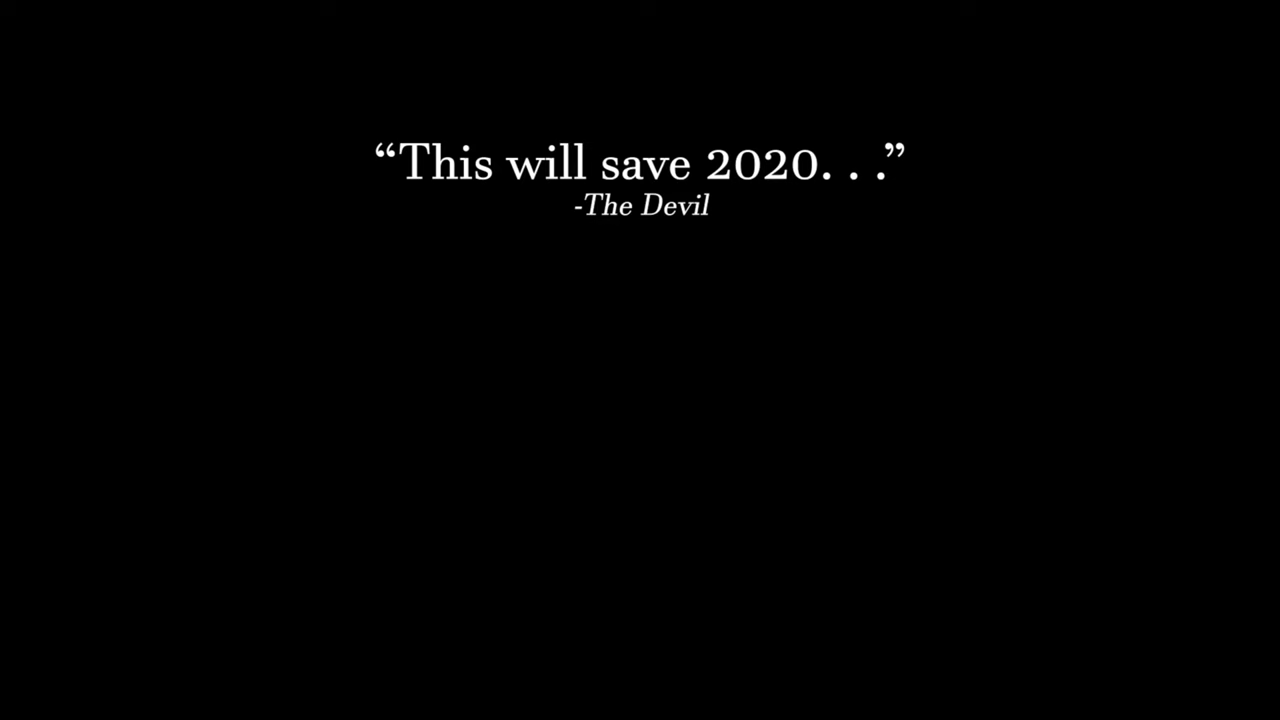 “This will save 2020. . .”
-The Devil